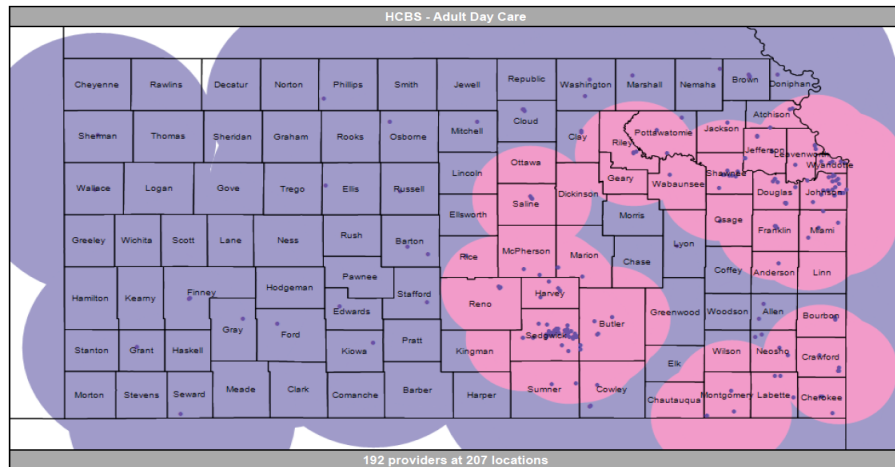 HCBS - Adult Day Care
Cheyenne Rawlins Decatur Norton Phillips Smith Jewell Republic Washington Marshall Nemaha Brown Doniphan
Cloud Atchison
Sherman Thomas Sheridan Graham Rooks Osborne Mitchell Clay Riley Pottawatomie Jackson Jefferson Leavenworth
Ottawa Wyandotte
Wallace Logan Gove Trego Ellis Russell Lincoln Saline Dickinson Geary Wabaunsee Shawnee Douglas Johnson
Ellsworth Morris Osage
Greeley Wichita Scott Lane Ness Rush Barton Rice McPherson Marion Chase Lyon Franklin Miami
Pawnee Coffey Anderson Linn
Hamilton Kearny Finney Hodgeman Edwards Stafford Reno Harvey
Gray Ford Sedgwick Butler Greenwood Woodson Allen Bourbon
Stanton Grant Haskell Kiowa Pratt Kingman Elk Wilson Neosho Crawford
Morton Stevens Seward Meade Clark Comanche Barber Harper Sumner Cowley Chautauqua Montgomery Labette Cherokee
192 providers at 207 locations